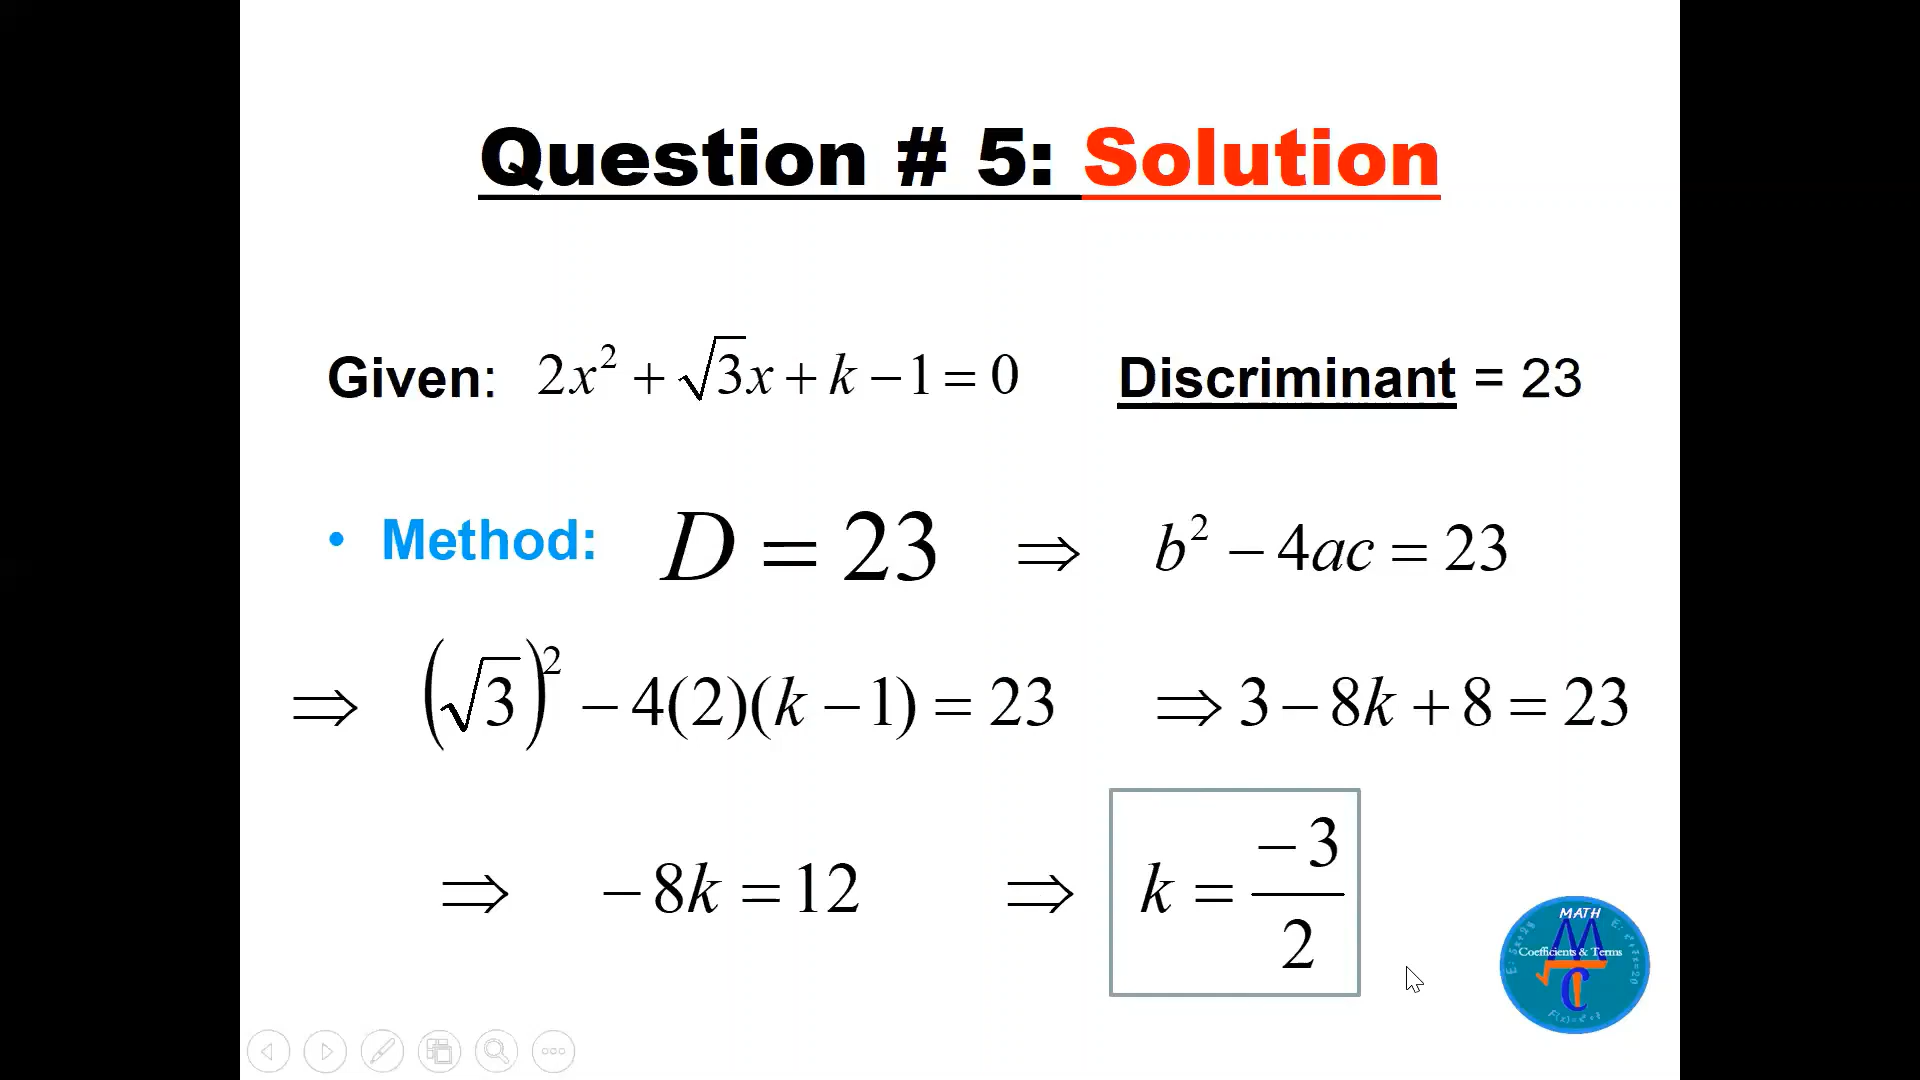 Question # 5: Solution
Given: 2x² + √3x + k − 1 = 0 Discriminant = 23
• Method: D = 23 ⇒ b² − 4ac = 23
⇒ (√3)² − 4(2)(k − 1) = 23 ⇒ 3 − 8k + 8 = 23
⇒ − 8k = 12 ⇒ k = −3/2
MATH
Coefficients & Terms